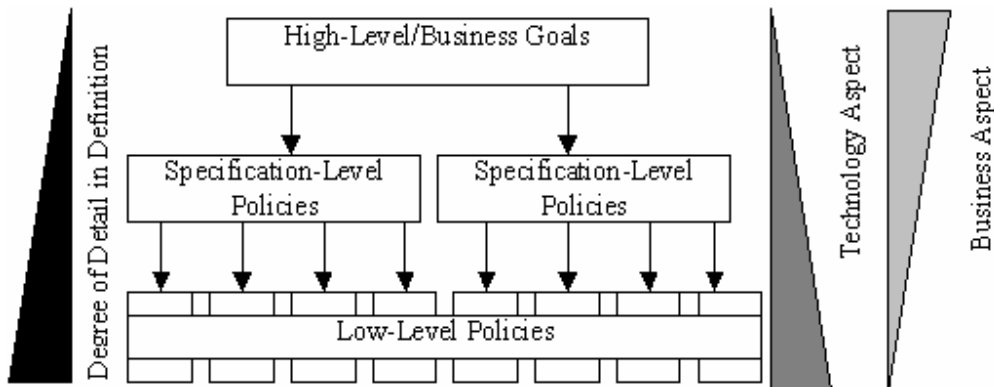 High-Level/Business Goals
Specification-Level
Policies
Specification-Level
Policies
Low-Level Policies
Degree of Detail in Definition
Technology Aspect
Business Aspect